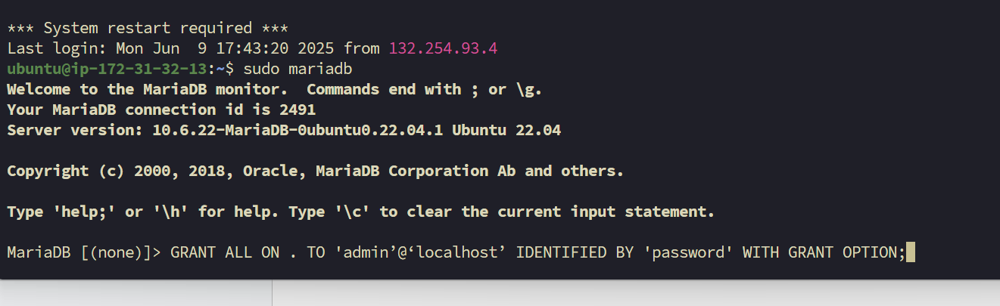 *** System restart required ***
Last login: Mon Jun  9 17:43:20 2025 from 132.254.93.4
ubuntu@ip-172-31-32-13:~$ sudo mariadb
Welcome to the MariaDB monitor.  Commands end with ; or \g.
Your MariaDB connection id is 2491
Server version: 10.6.22-MariaDB-0ubuntu0.22.04.1 Ubuntu 22.04
Copyright (c) 2000, 2018, Oracle, MariaDB Corporation Ab and others.
Type 'help;' or '\h' for help. Type '\c' to clear the current input statement.
MariaDB [(none)]> GRANT ALL ON . TO 'admin’@‘localhost’ IDENTIFIED BY 'password' WITH GRANT OPTION;